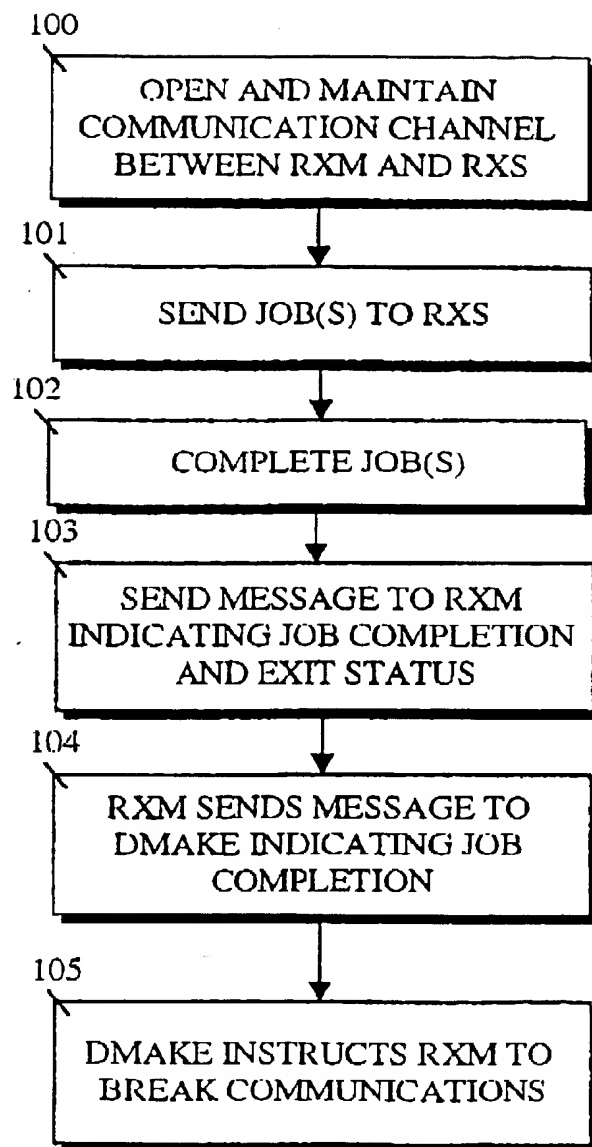 100
OPEN AND MAINTAIN
COMMUNICATION CHANNEL
BETWEEN RXM AND RXS
101
SEND JOB(S) TO RXS
102
COMPLETE JOB(S)
103
SEND MESSAGE TO RXM
INDICATING JOB COMPLETION
AND EXIT STATUS
104
RXM SENDS MESSAGE TO
DMAKE INDICATING JOB
COMPLETION
105
DMAKE INSTRUCTS RXM TO
BREAK COMMUNICATIONS